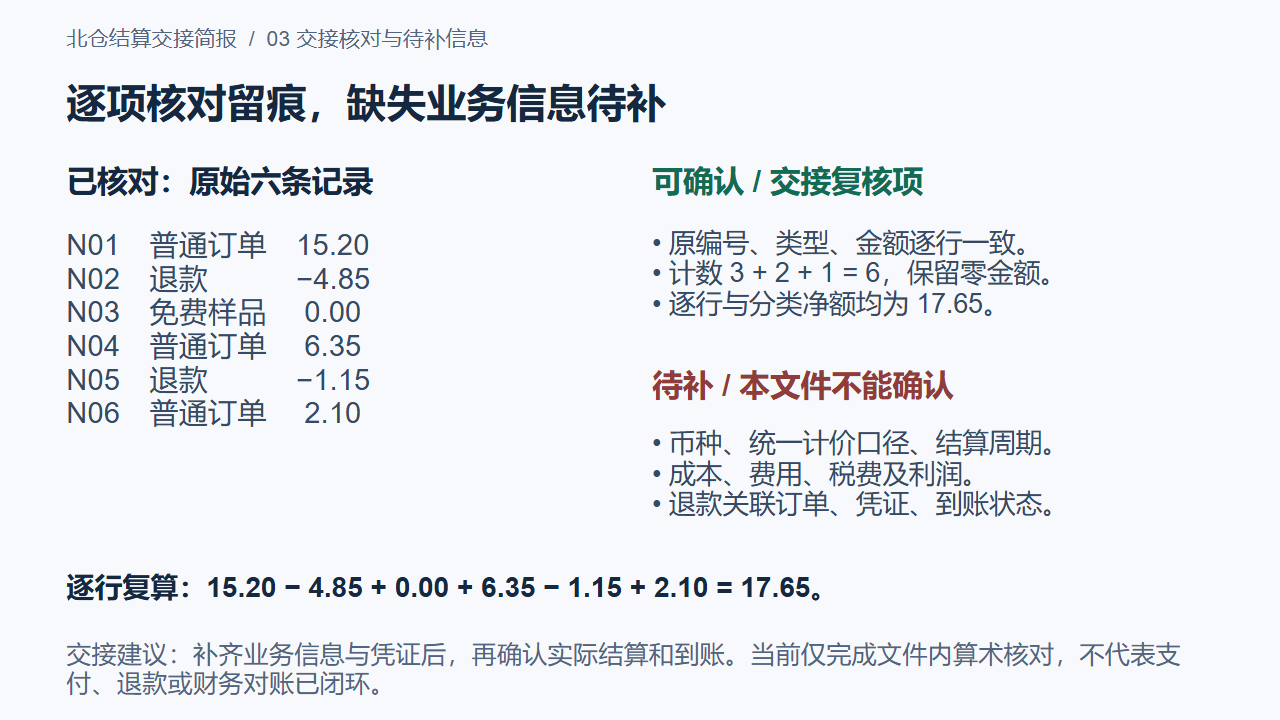 北仓结算交接简报 / 03 交接核对与待补信息
逐项核对留痕，缺失业务信息待补
已核对：原始六条记录
N01 普通订单 15.20
N02 退款 −4.85
N03 免费样品 0.00
N04 普通订单 6.35
N05 退款 −1.15
N06 普通订单 2.10
可确认 / 交接复核项
• 原编号、类型、金额逐行一致。
• 计数 3 + 2 + 1 = 6，保留零金额。
• 逐行与分类净额均为 17.65。
待补 / 本文件不能确认
• 币种、统一计价口径、结算周期。
• 成本、费用、税费及利润。
• 退款关联订单、凭证、到账状态。
逐行复算：15.20 − 4.85 + 0.00 + 6.35 − 1.15 + 2.10 = 17.65。
交接建议：补齐业务信息与凭证后，再确认实际结算和到账。当前仅完成文件内算术核对，不代表支
付、退款或财务对账已闭环。